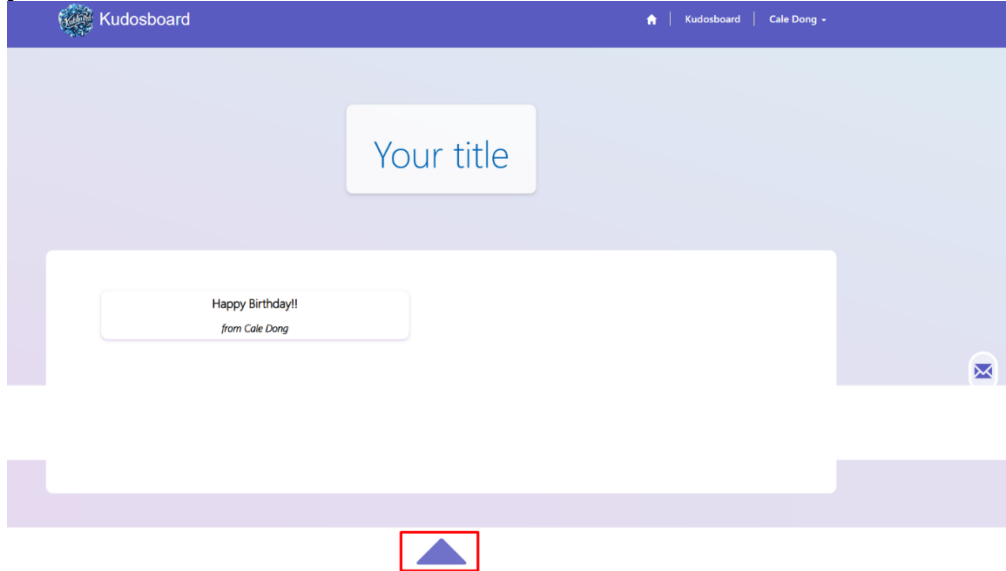 Kudosboard
Kudosboard
Cale Dong
Your title
Happy Birthday!!
from Cale Dong